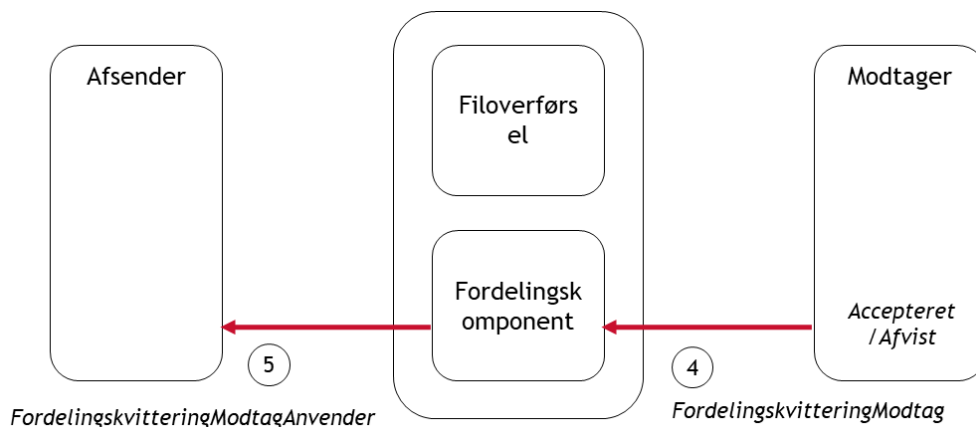 Afsender
Filoverførs
el
Modtager
Fordelingsk
omponent
Accepteret
/Afvist
5
4
FordelingskvitteringModtagAnvender
FordelingskvitteringModtag